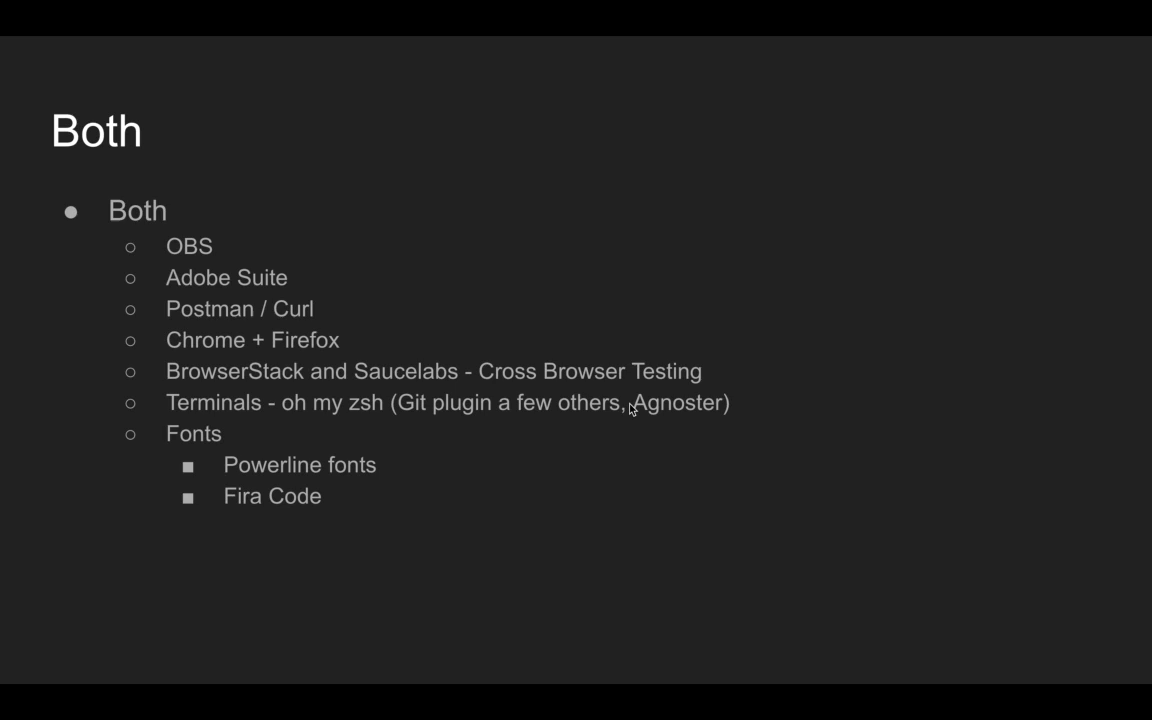 Both
Both
OBS
Adobe Suite
Postman / Curl
Chrome + Firefox
BrowserStack and Saucelabs - Cross Browser Testing
Terminals - oh my zsh (Git plugin a few others, Agnoster)
Fonts
Powerline fonts
Fira Code